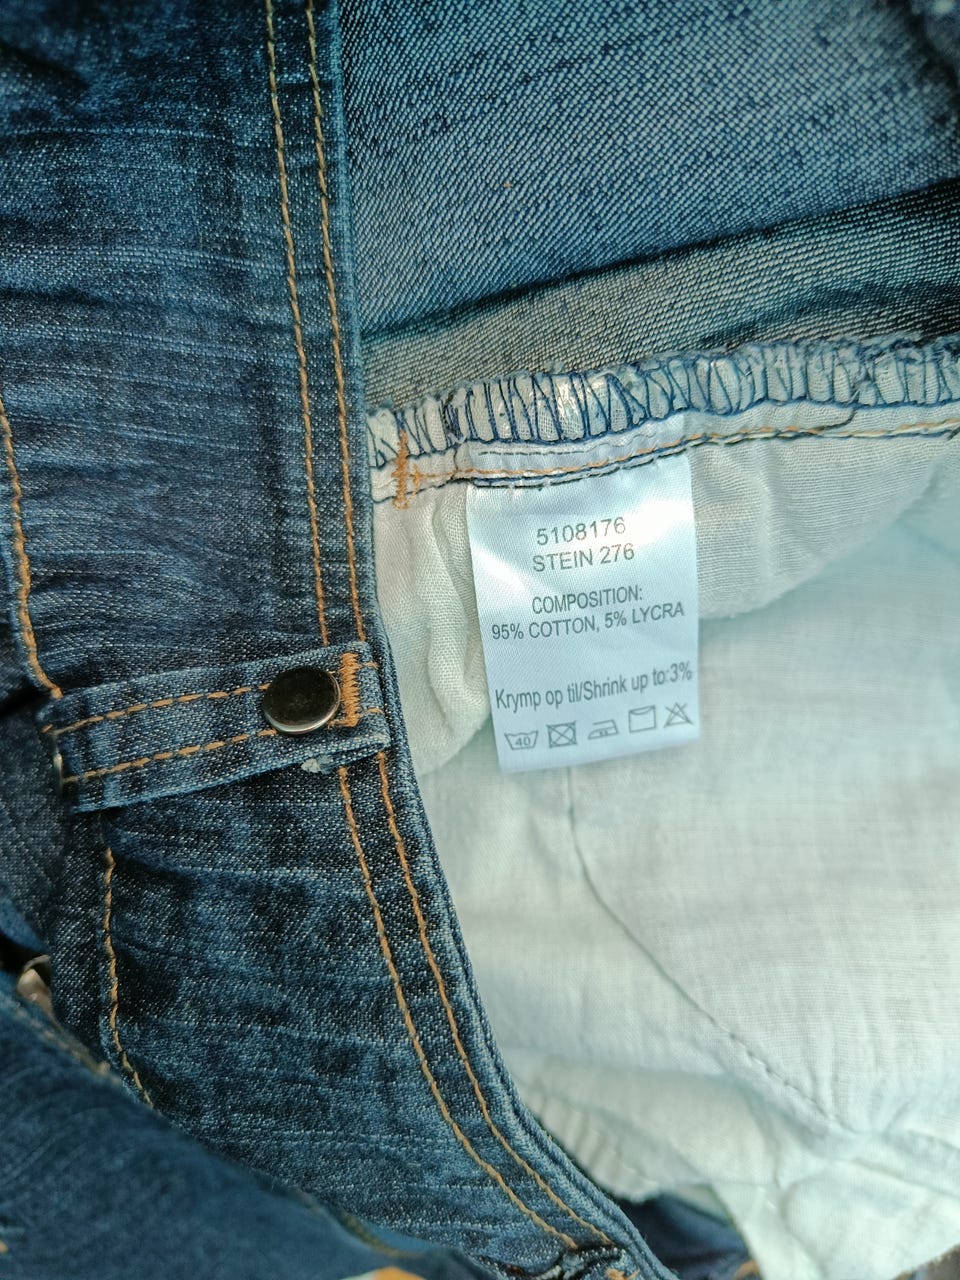 5108176
STEIN 276
COMPOSITION:
95% COTTON, 5% LYCRA
Krymp op til/Shrink up to:3%
40